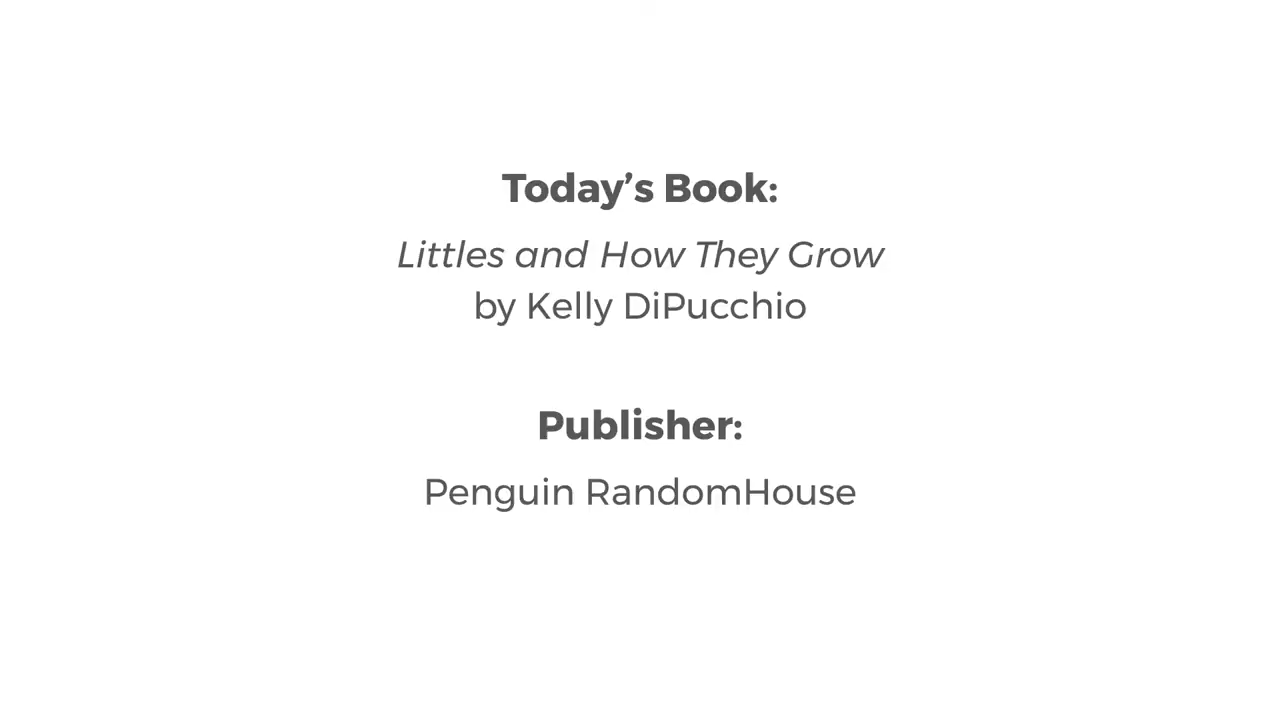 Today’s Book:
Littles and How They Grow
by Kelly DiPucchio
Publisher:
Penguin RandomHouse